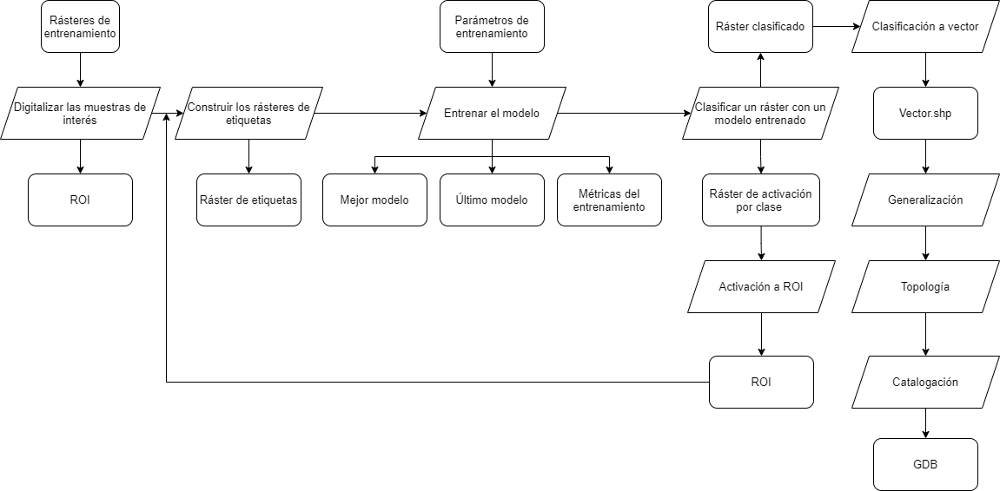 Rásteres de
entrenamiento
Parámetros de
entrenamiento
Ráster clasificado
Clasificación a vector
Digitalizar las muestras de
interés
Construir los rásteres de
etiquetas
Entrenar el modelo
Clasificar un ráster con un
modelo entrenado
Vector.shp
ROI
Ráster de etiquetas
Mejor modelo
Último modelo
Métricas del
entrenamiento
Ráster de activación
por clase
Generalización
Activación a ROI
Topología
ROI
Catalogación
GDB